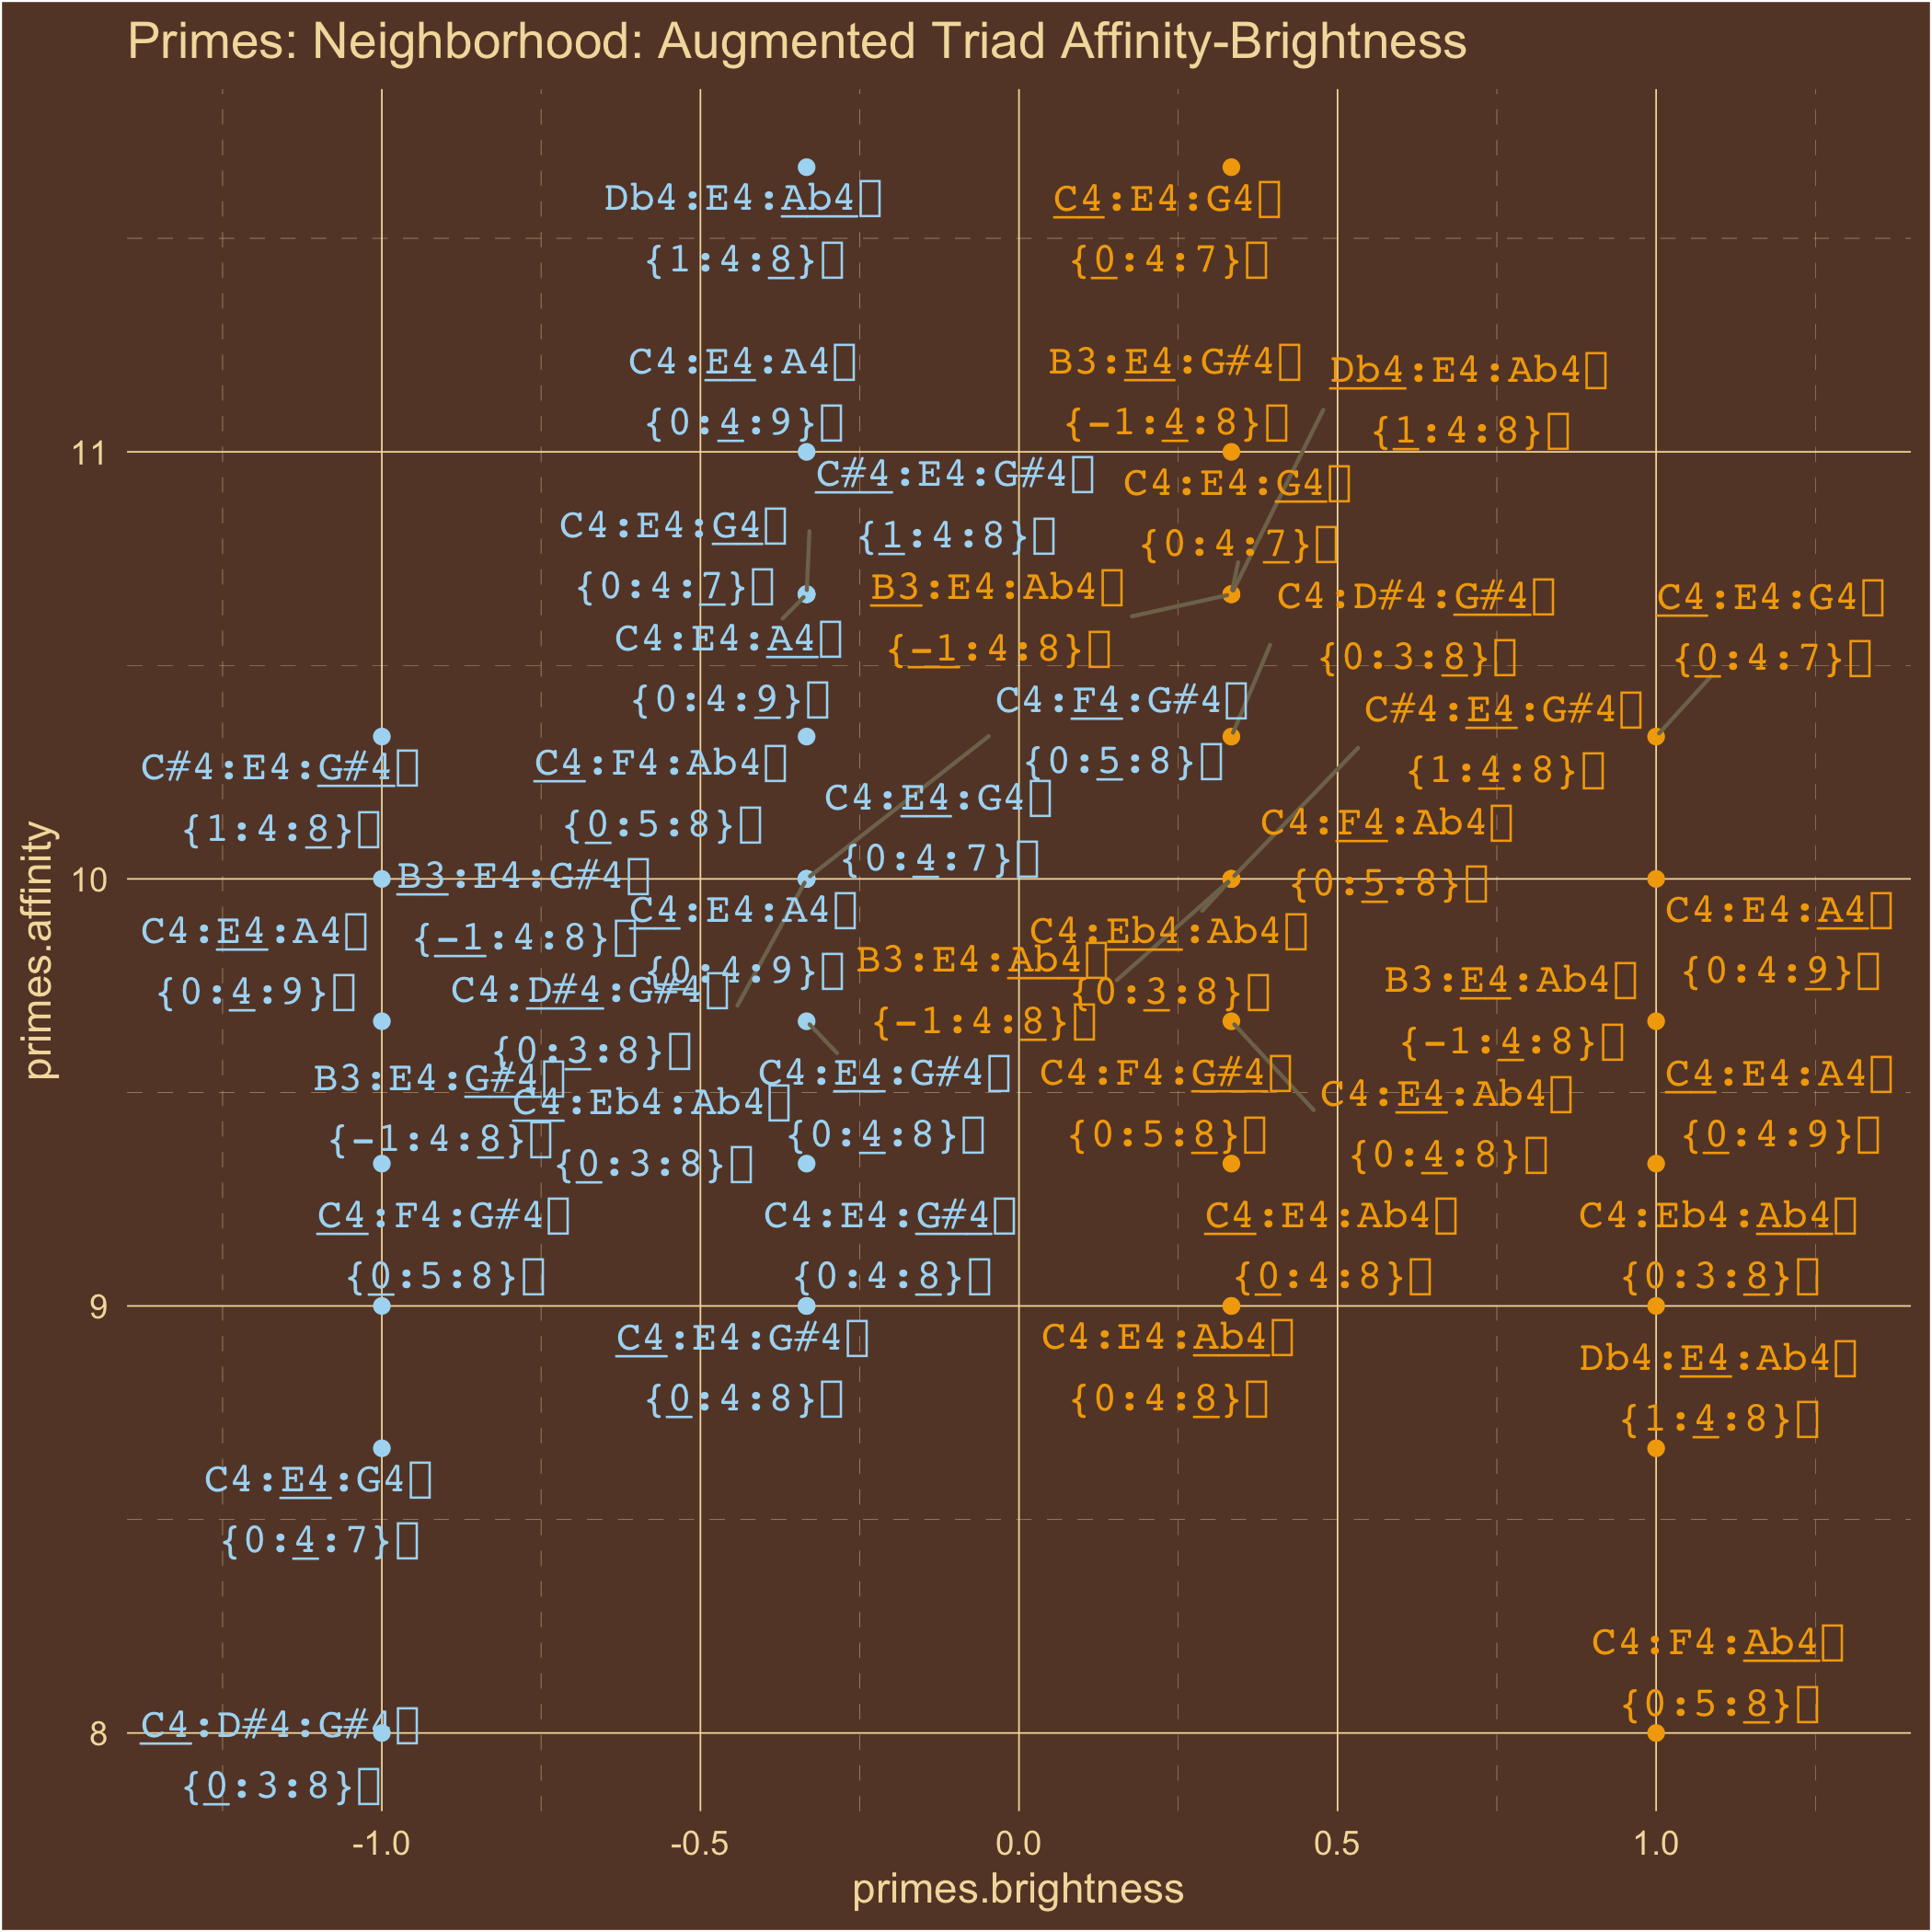 Primes: Neighborhood: Augmented Triad Affinity-Brightness
Db4:E4:Ab4
{1:4:8}
C4:E4:G4
{0:4:7}
C4:E4:A4
{0:4:9}
B3:E4:G#4
{-1:4:8}
Db4:E4:Ab4
{1:4:8}
11
C#4:E4:G#4
{1:4:8}
C4:E4:G4
{0:4:7}
C4:E4:G4
{0:4:7}
B3:E4:Ab4
{-1:4:8}
C4:D#4:G#4
{0:3:8}
C4:E4:G4
{0:4:7}
C4:E4:A4
{0:4:9}
C4:F4:G#4
{0:5:8}
C#4:E4:G#4
{1:4:8}
C#4:E4:G#4
{1:4:8}
C4:F4:Ab4
{0:5:8}
C4:E4:G4
{0:4:7}
C4:F4:Ab4
{0:5:8}
10
B3:E4:G#4
{-1:4:8}
C4:E4:A4
{0:4:9}
C4:E4:A4
{0:4:9}
C4:E4:A4
{0:4:9}
C4:Eb4:Ab4
{0:3:8}
B3:E4:Ab4
{-1:4:8}
B3:E4:Ab4
{-1:4:8}
C4:D#4:G#4
{0:3:8}
B3:E4:G#4
{-1:4:8}
C4:Eb4:Ab4
{0:3:8}
C4:E4:G#4
{0:4:8}
C4:F4:G#4
{0:5:8}
C4:E4:Ab4
{0:4:8}
C4:E4:A4
{0:4:9}
C4:F4:G#4
{0:5:8}
C4:E4:G#4
{0:4:8}
C4:E4:Ab4
{0:4:8}
C4:Eb4:Ab4
{0:3:8}
9
C4:E4:G#4
{0:4:8}
C4:E4:Ab4
{0:4:8}
Db4:E4:Ab4
{1:4:8}
C4:E4:G4
{0:4:7}
C4:F4:Ab4
{0:5:8}
8
C4:D#4:G#4
{0:3:8}
primes.affinity
-1.0
-0.5
0.0
0.5
1.0
primes.brightness